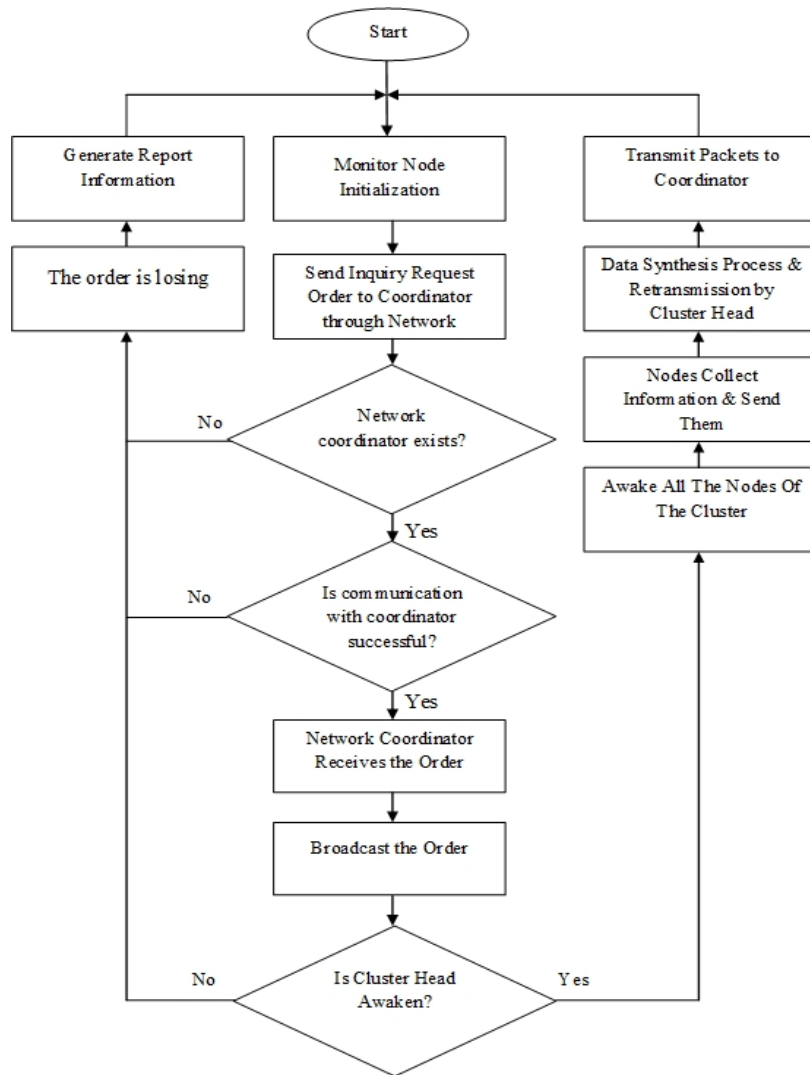 Start
Generate Report
Information
The order is losing
Monitor Node
Initialization
Send Inquiry Request
Order to Coordinator
through Network
Network
coordinator exists?
No
Yes
Is communication
with coordinator
successful?
No
Yes
Network Coordinator
Receives the Order
Broadcast the Order
Is Cluster Head
Awaken?
No
Yes
Transmit Packets to
Coordinator
Data Synthesis Process &
Retransmission by
Cluster Head
Nodes Collect
Information & Send
Them
Awake All The Nodes Of
The Cluster